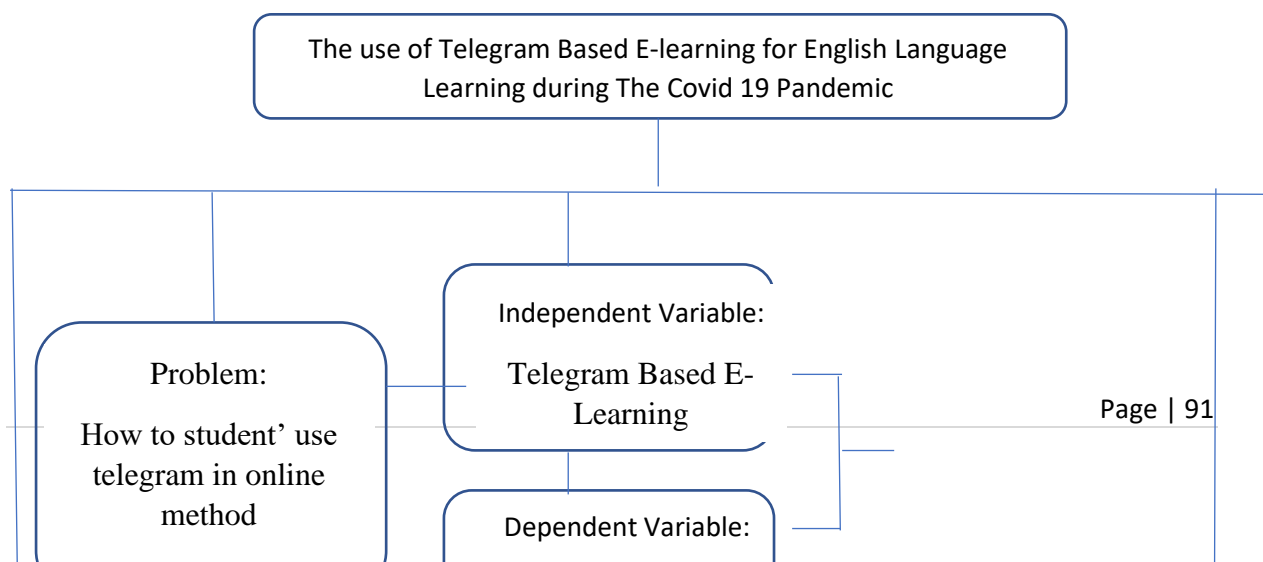 The use of Telegram Based E-learning for English Language
Learning during The Covid 19 Pandemic
Independent Variable:
Telegram Based E-
Learning
Problem:
How to student’ use
telegram in online
method
Page | 91
Dependent Variable: